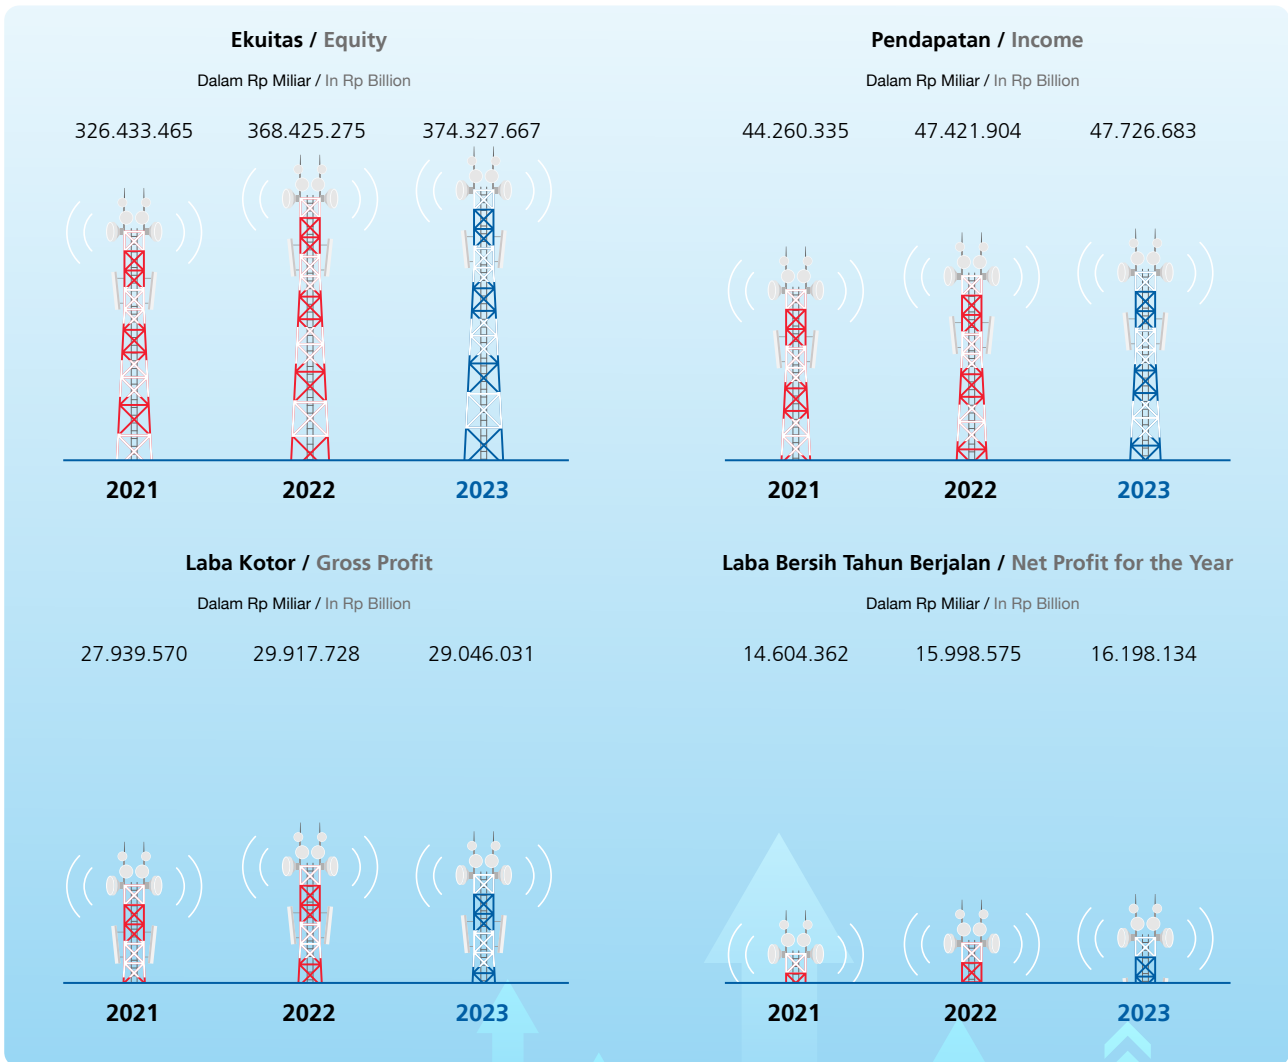 Ekuitas / Equity
Dalam Rp Miliar / In Rp Billion
326.433.465 368.425.275 374.327.667
2021 2022 2023
Pendapatan / Income
Dalam Rp Miliar / In Rp Billion
44.260.335 47.421.904 47.726.683
2021 2022 2023
Laba Kotor / Gross Profit
Dalam Rp Miliar / In Rp Billion
27.939.570 29.917.728 29.046.031
2021 2022 2023
Laba Bersih Tahun Berjalan / Net Profit for the Year
Dalam Rp Miliar / In Rp Billion
14.604.362 15.998.575 16.198.134
2021 2022 2023